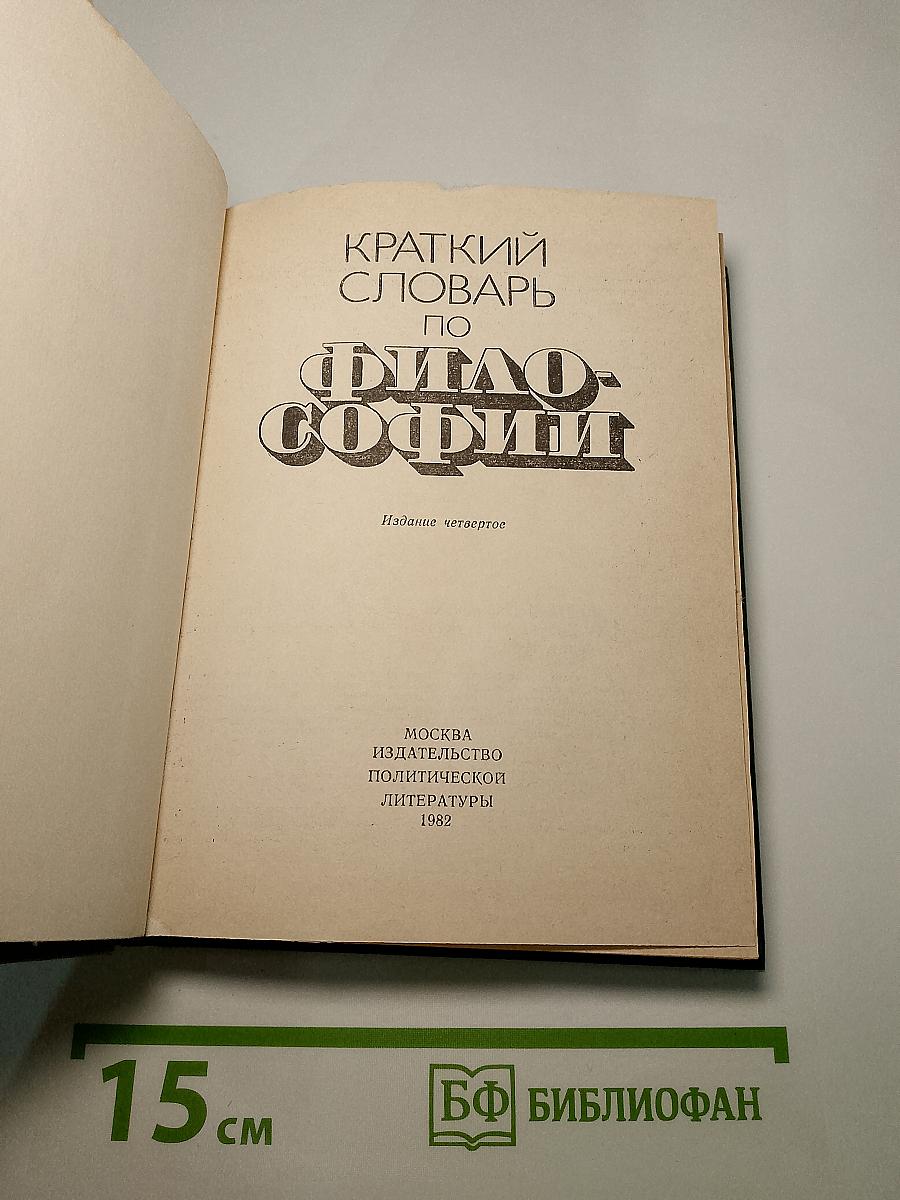 КРАТКИЙ
СЛОВАРЬ
ПО
ФИЛО-
СОФИИ
Издание четвертое
МОСКВА
ИЗДАТЕЛЬСТВО
ПОЛИТИЧЕСКОЙ
ЛИТЕРАТУРЫ
1982
15 см
БФ БИБЛИОФАН